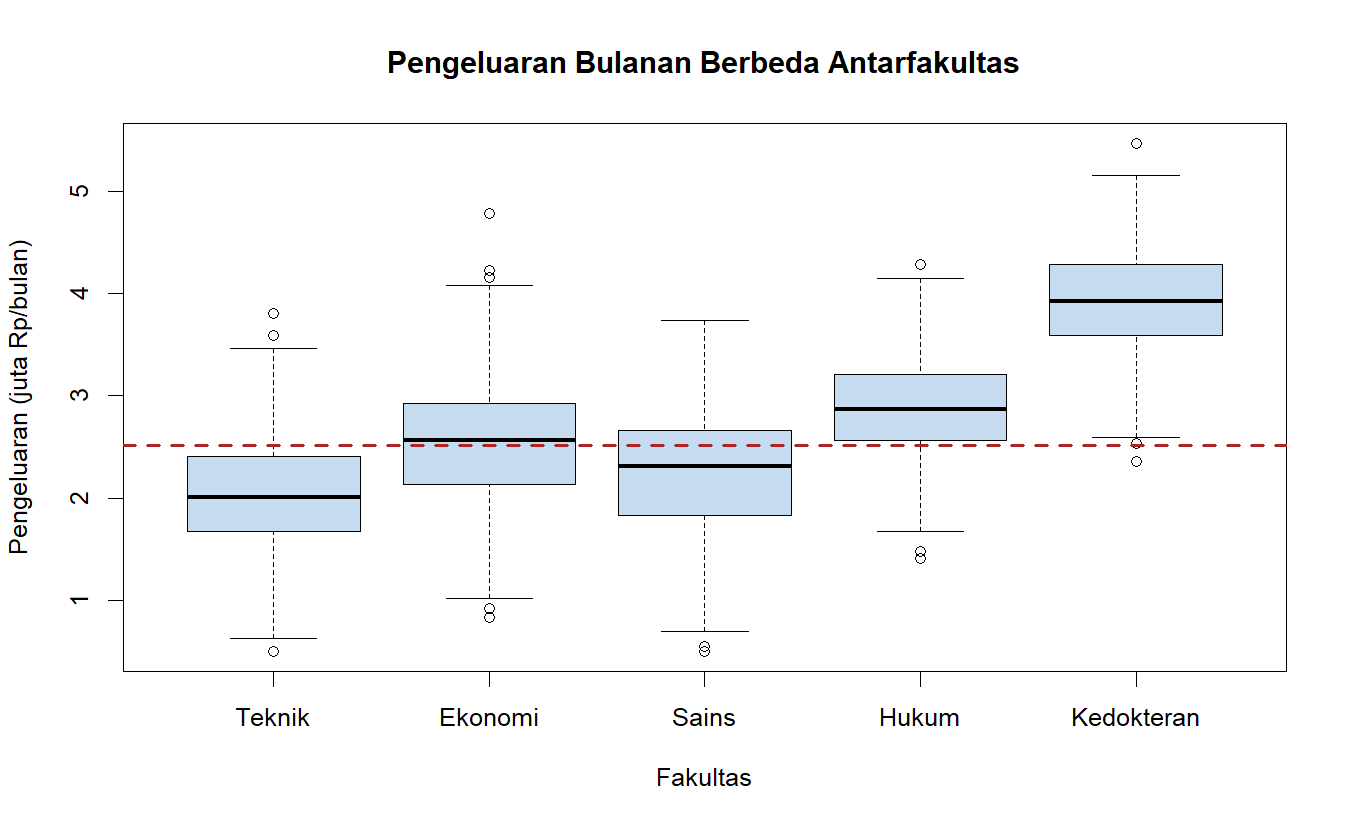 Pengeluaran Bulanan Berbeda Antarfakultas
Pengeluaran (juta Rp/bulan)
5
4
3
2
1
Teknik
Ekonomi
Sains
Hukum
Kedokteran
Fakultas